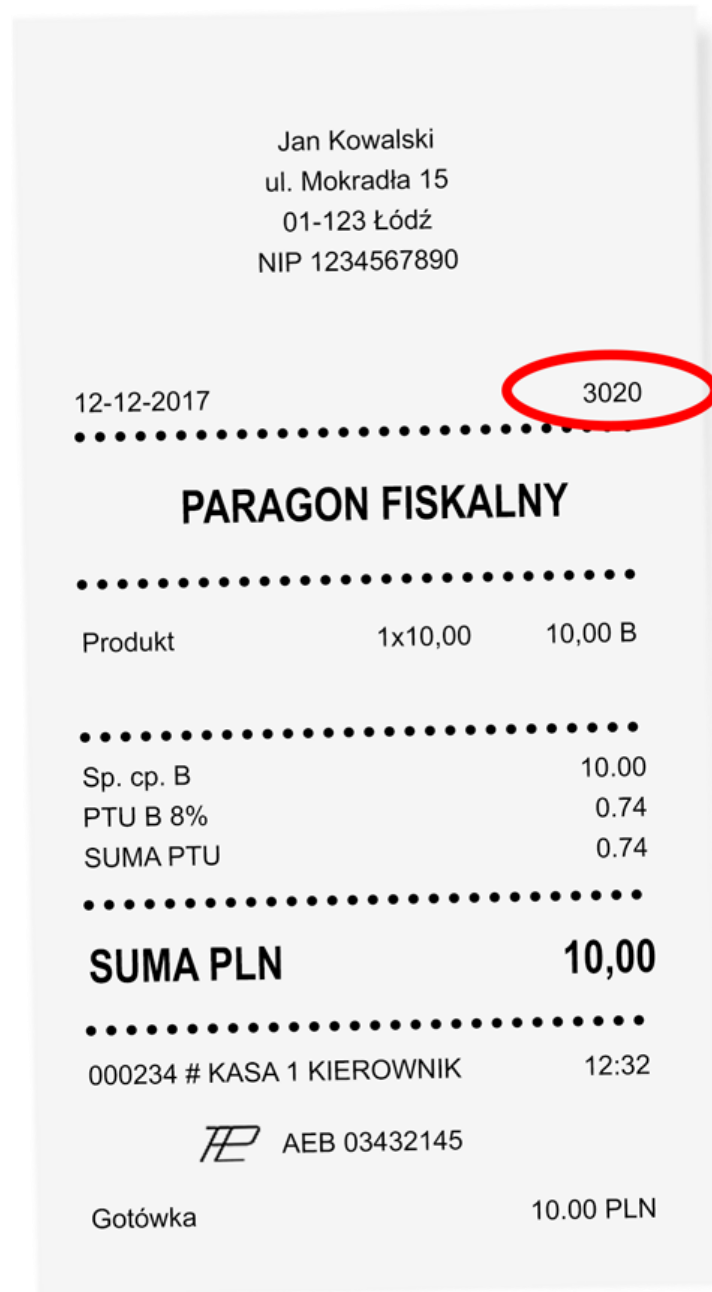 Jan Kowalski
ul. Mokradła 15
01-123 Łódź
NIP 1234567890
12-12-2017 3020
PARAGON FISKALNY
Produkt 1x10,00 10,00 B
Sp. cp. B 10.00
PTU B 8% 0.74
SUMA PTU 0.74
SUMA PLN 10,00
000234 # KASA 1 KIEROWNIK 12:32
AEB 03432145
Gotówka 10.00 PLN